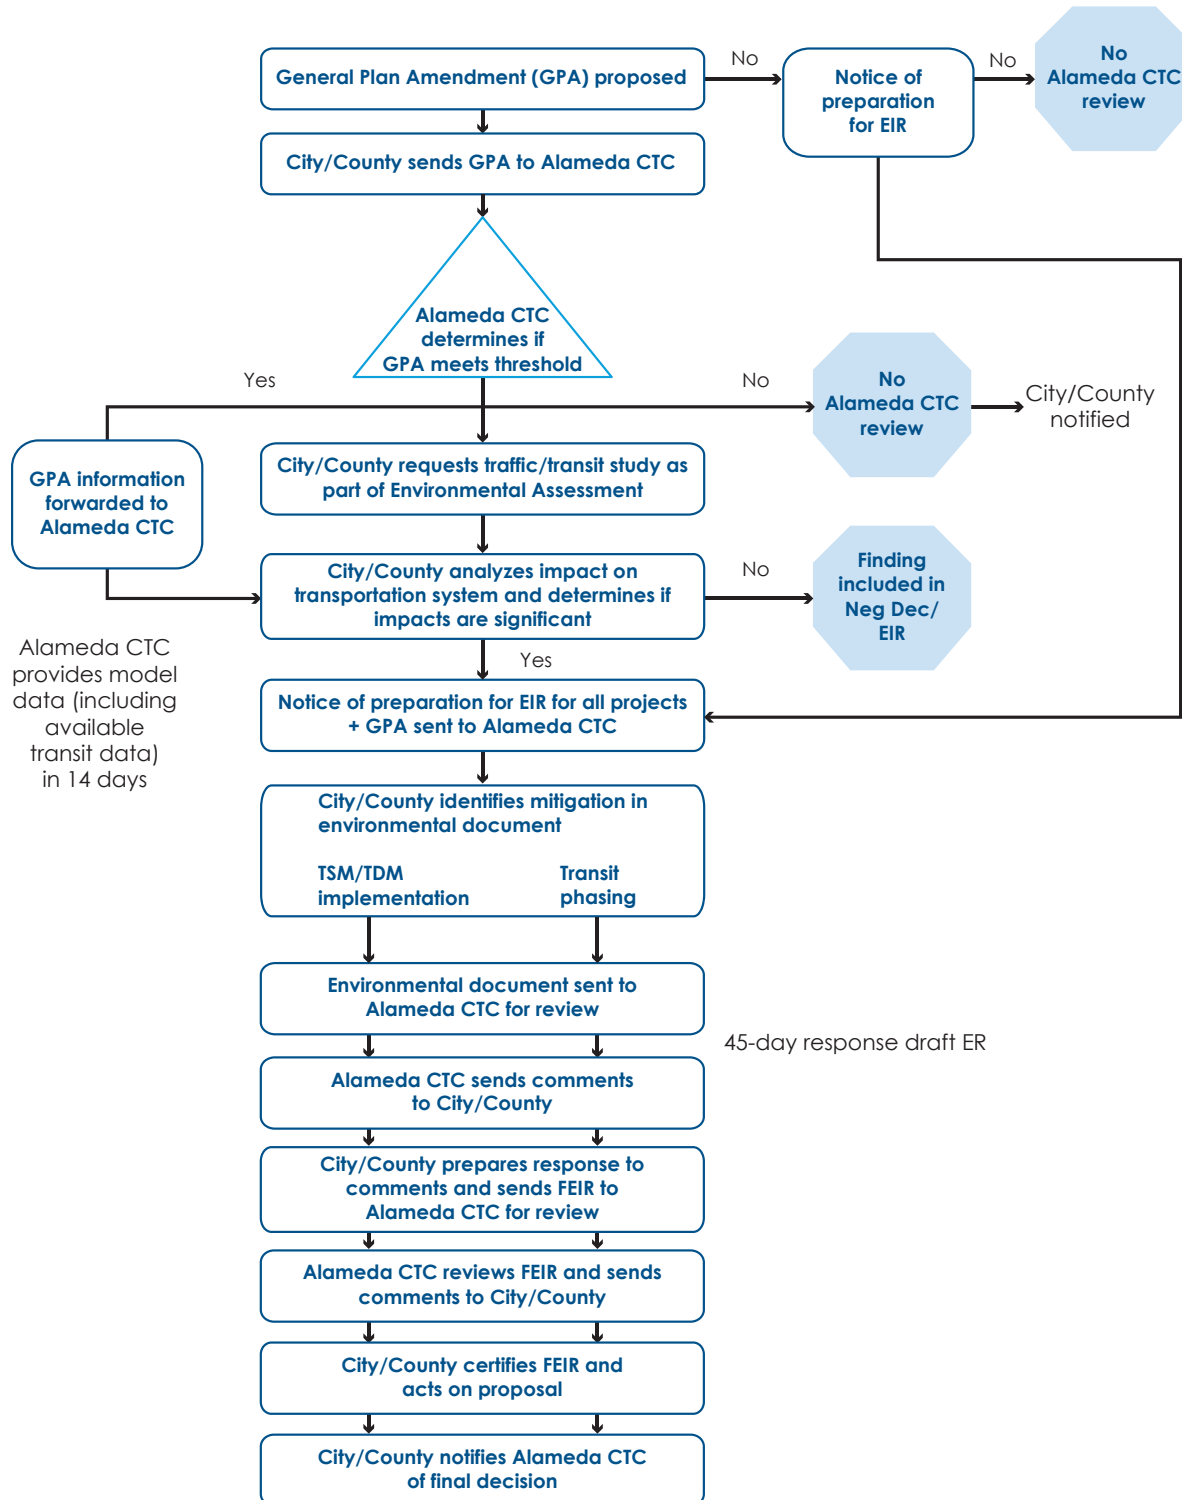 General Plan Amendment (GPA) proposed
No
Notice of
preparation
for EIR
No
No
Alameda CTC
review
City/County sends GPA to Alameda CTC
Alameda CTC
determines if
GPA meets threshold
Yes
No
No
Alameda CTC
review
City/County
notified
GPA information
forwarded to
Alameda CTC
City/County requests traffic/transit study as
part of Environmental Assessment
City/County analyzes impact on
transportation system and determines if
impacts are significant
No
Finding
included in
Neg Dec/
EIR
Alameda CTC
provides model
data (including
available
transit data)
in 14 days
Yes
Notice of preparation for EIR for all projects
+ GPA sent to Alameda CTC
City/County identifies mitigation in
environmental document
TSM/TDM
implementation
Transit
phasing
Environmental document sent to
Alameda CTC for review
45-day response draft ER
Alameda CTC sends comments
to City/County
City/County prepares response to
comments and sends FEIR to
Alameda CTC for review
Alameda CTC reviews FEIR and sends
comments to City/County
City/County certifies FEIR and
acts on proposal
City/County notifies Alameda CTC
of final decision